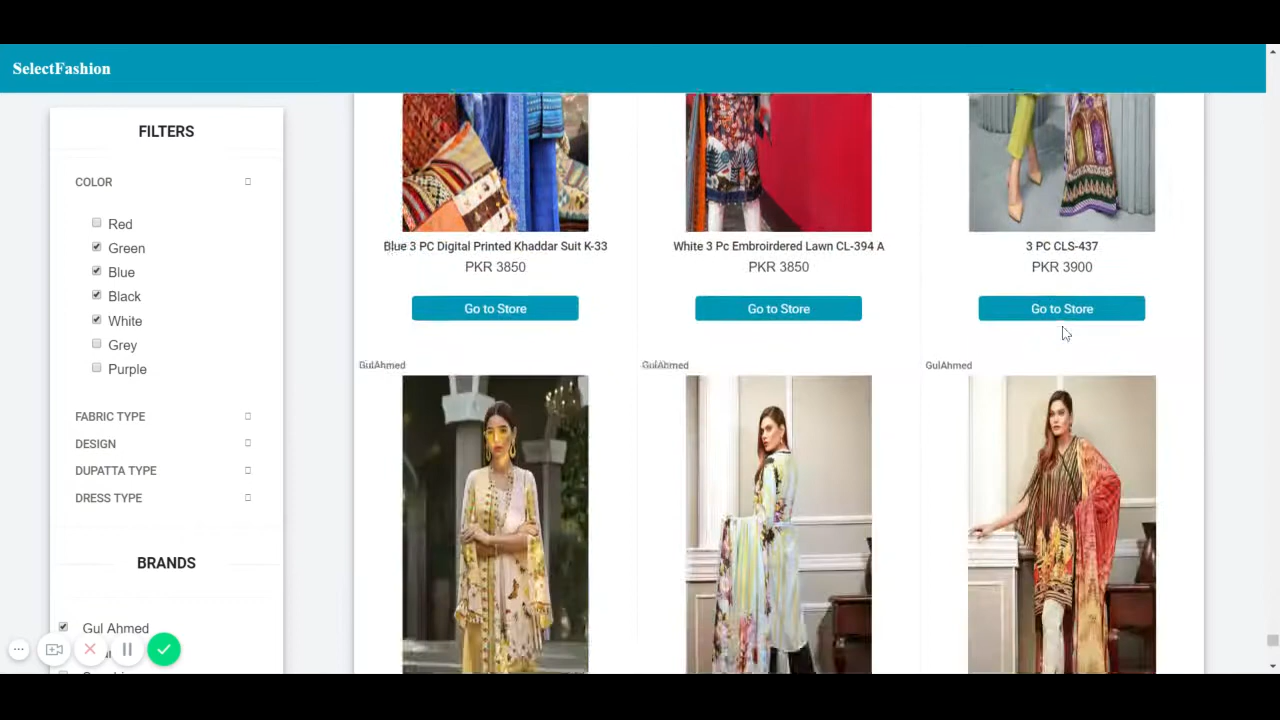 SelectFashion
FILTERS
COLOR
Red
Green
Blue
Black
White
Grey
Purple
FABRIC TYPE
DESIGN
DUPATTA TYPE
DRESS TYPE
BRANDS
Gul Ahmed
Blue 3 PC Digital Printed Khaddar Suit K-33
PKR 3850
Go to Store
White 3 Pc Embroirdered Lawn CL-394 A
PKR 3850
Go to Store
3 PC CLS-437
PKR 3900
Go to Store
GulAhmed
GulAhmed
GulAhmed